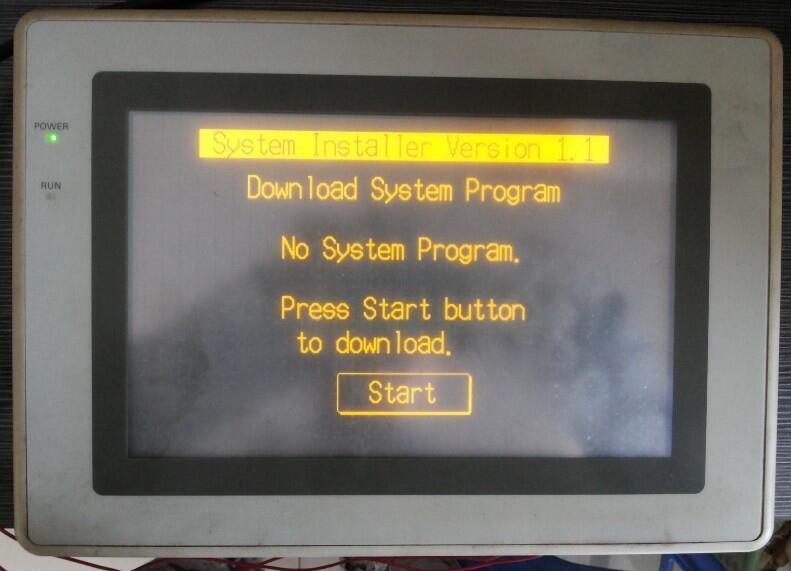 POWER
RUN
System Installer Version 1.1
Download System Program
No System Program.
Press Start button
to download.
Start